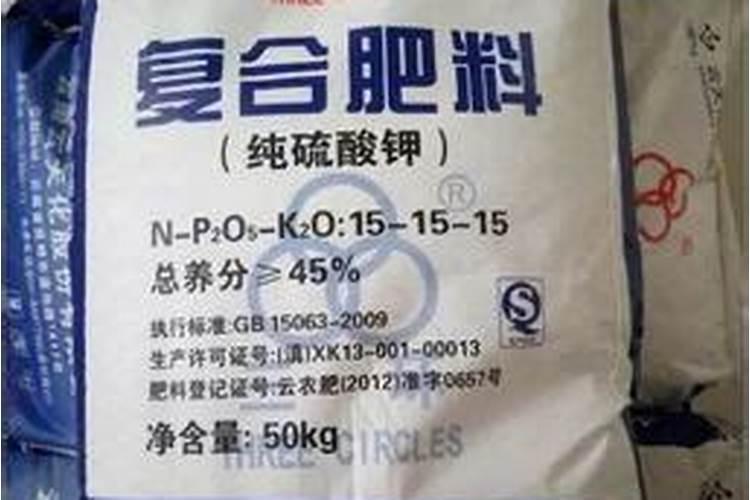 THREE
复合肥料
（纯硫酸钾）
®
N-P₂O₅-K₂O:15-15-15
总养分≥45%
QS
执行标准:GB 15063-2009
生产许可证号:(滇)XK13-001-00013
肥料登记证号:云农肥(2012)准字0657号
净含量: 50kg
THREE CIRCLES